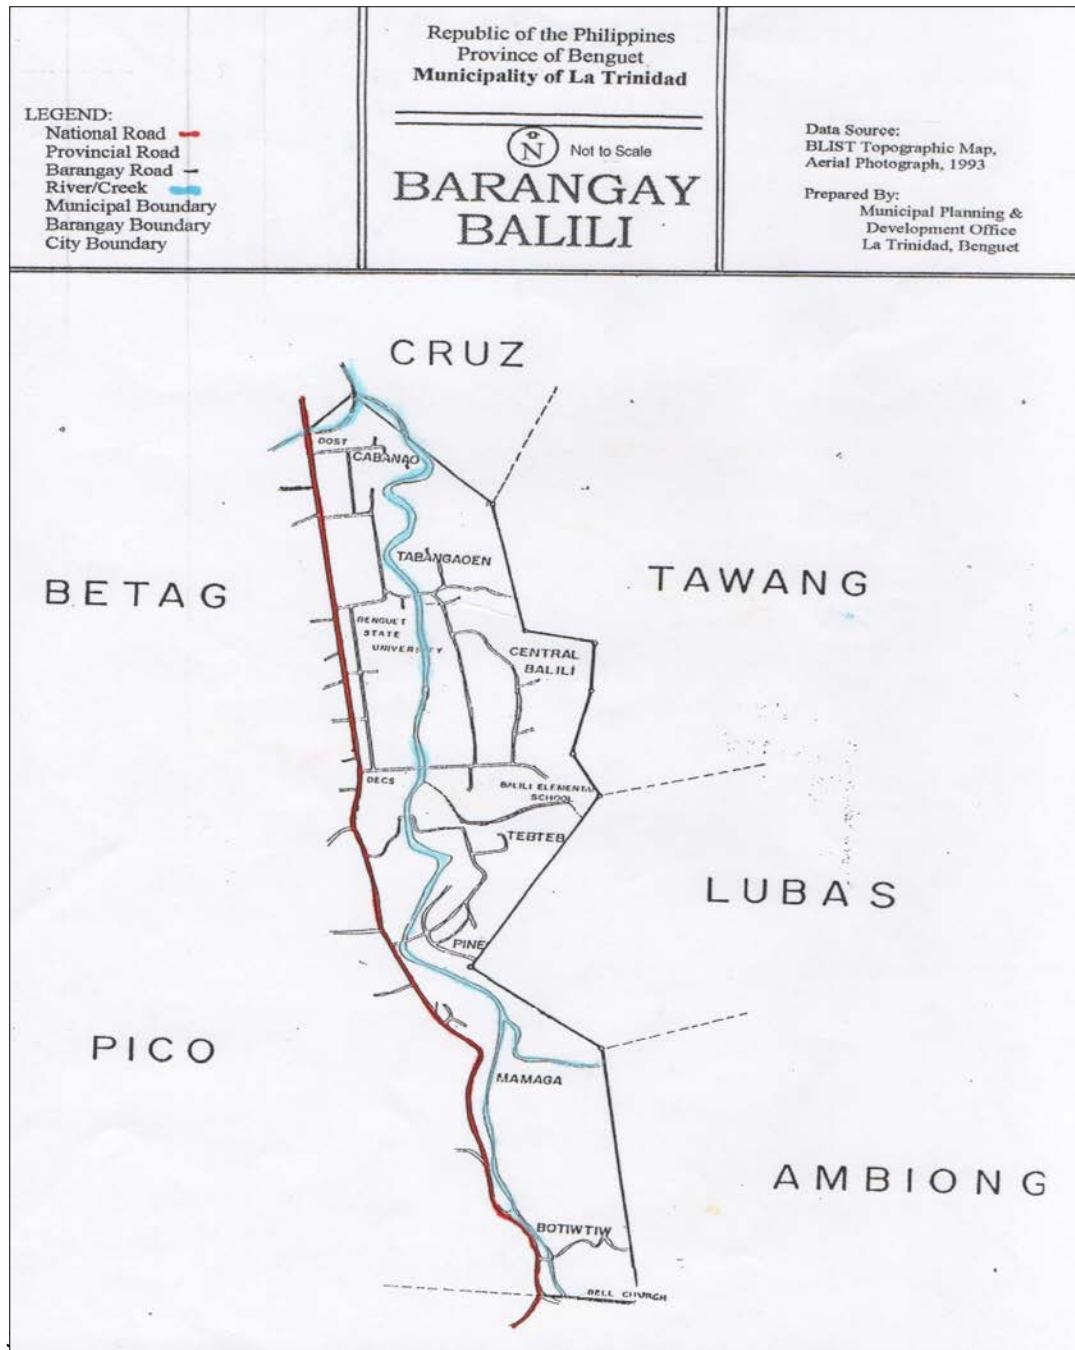 Republic of the Philippines
Province of Benguet
Municipality of La Trinidad
LEGEND:
National Road
Provincial Road
Barangay Road
River/Creek
Municipal Boundary
Barangay Boundary
City Boundary
N
Not to Scale
BARANGAY
BALILI
Data Source:
BLIST Topographic Map,
Aerial Photograph, 1993
Prepared By:
Municipal Planning &
Development Office
La Trinidad, Benguet
CRUZ
DOST
CABANAO
TABANGAOEN
BETAG
TAWANG
BENGUET
STATE
UNIVERSITY
CENTRAL
BALILI
DECS
BALILI ELEMENTA
SCHOOL
TEBTEB
LUBAS
PINE
PICO
MAMAGA
AMBIONG
BOTIWTIW
BELL CHURCH